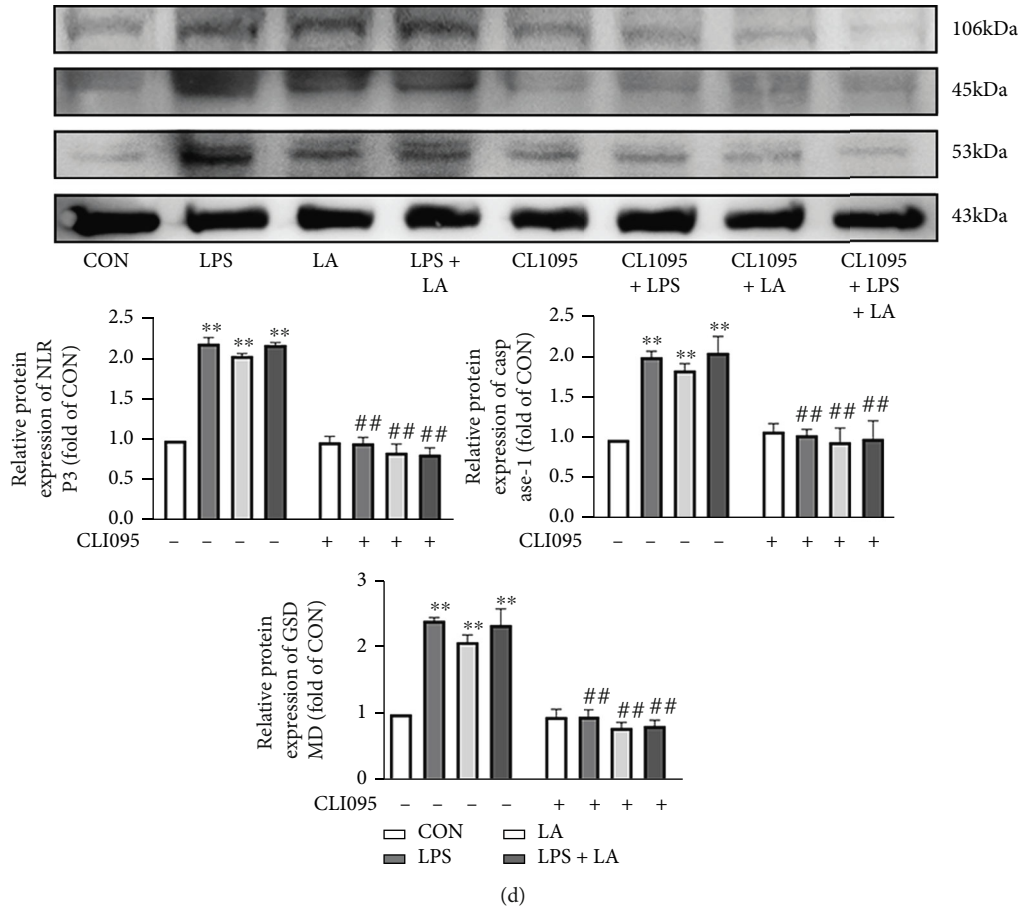 106kDa
45kDa
53kDa
43kDa
CON LPS LA LPS + LA CL1095 CL1095 + LPS CL1095 + LA CL1095 + LPS + LA
Relative protein
expression of NLR
P3 (fold of CON)
2.5
2.0
1.5
1.0
0.5
0.0
** ** **
## ## ##
CLI095 – – – – + + + +
Relative protein
expression of casp
ase-1 (fold of CON)
2.5
2.0
1.5
1.0
0.5
0.0
** ** **
## ## ##
– – – – + + + +
Relative protein
expression of GSD
MD (fold of CON)
3
2
1
0
** ** **
## ## ##
CLI095 – – – – + + + +
CON LA
LPS LPS + LA
(d)